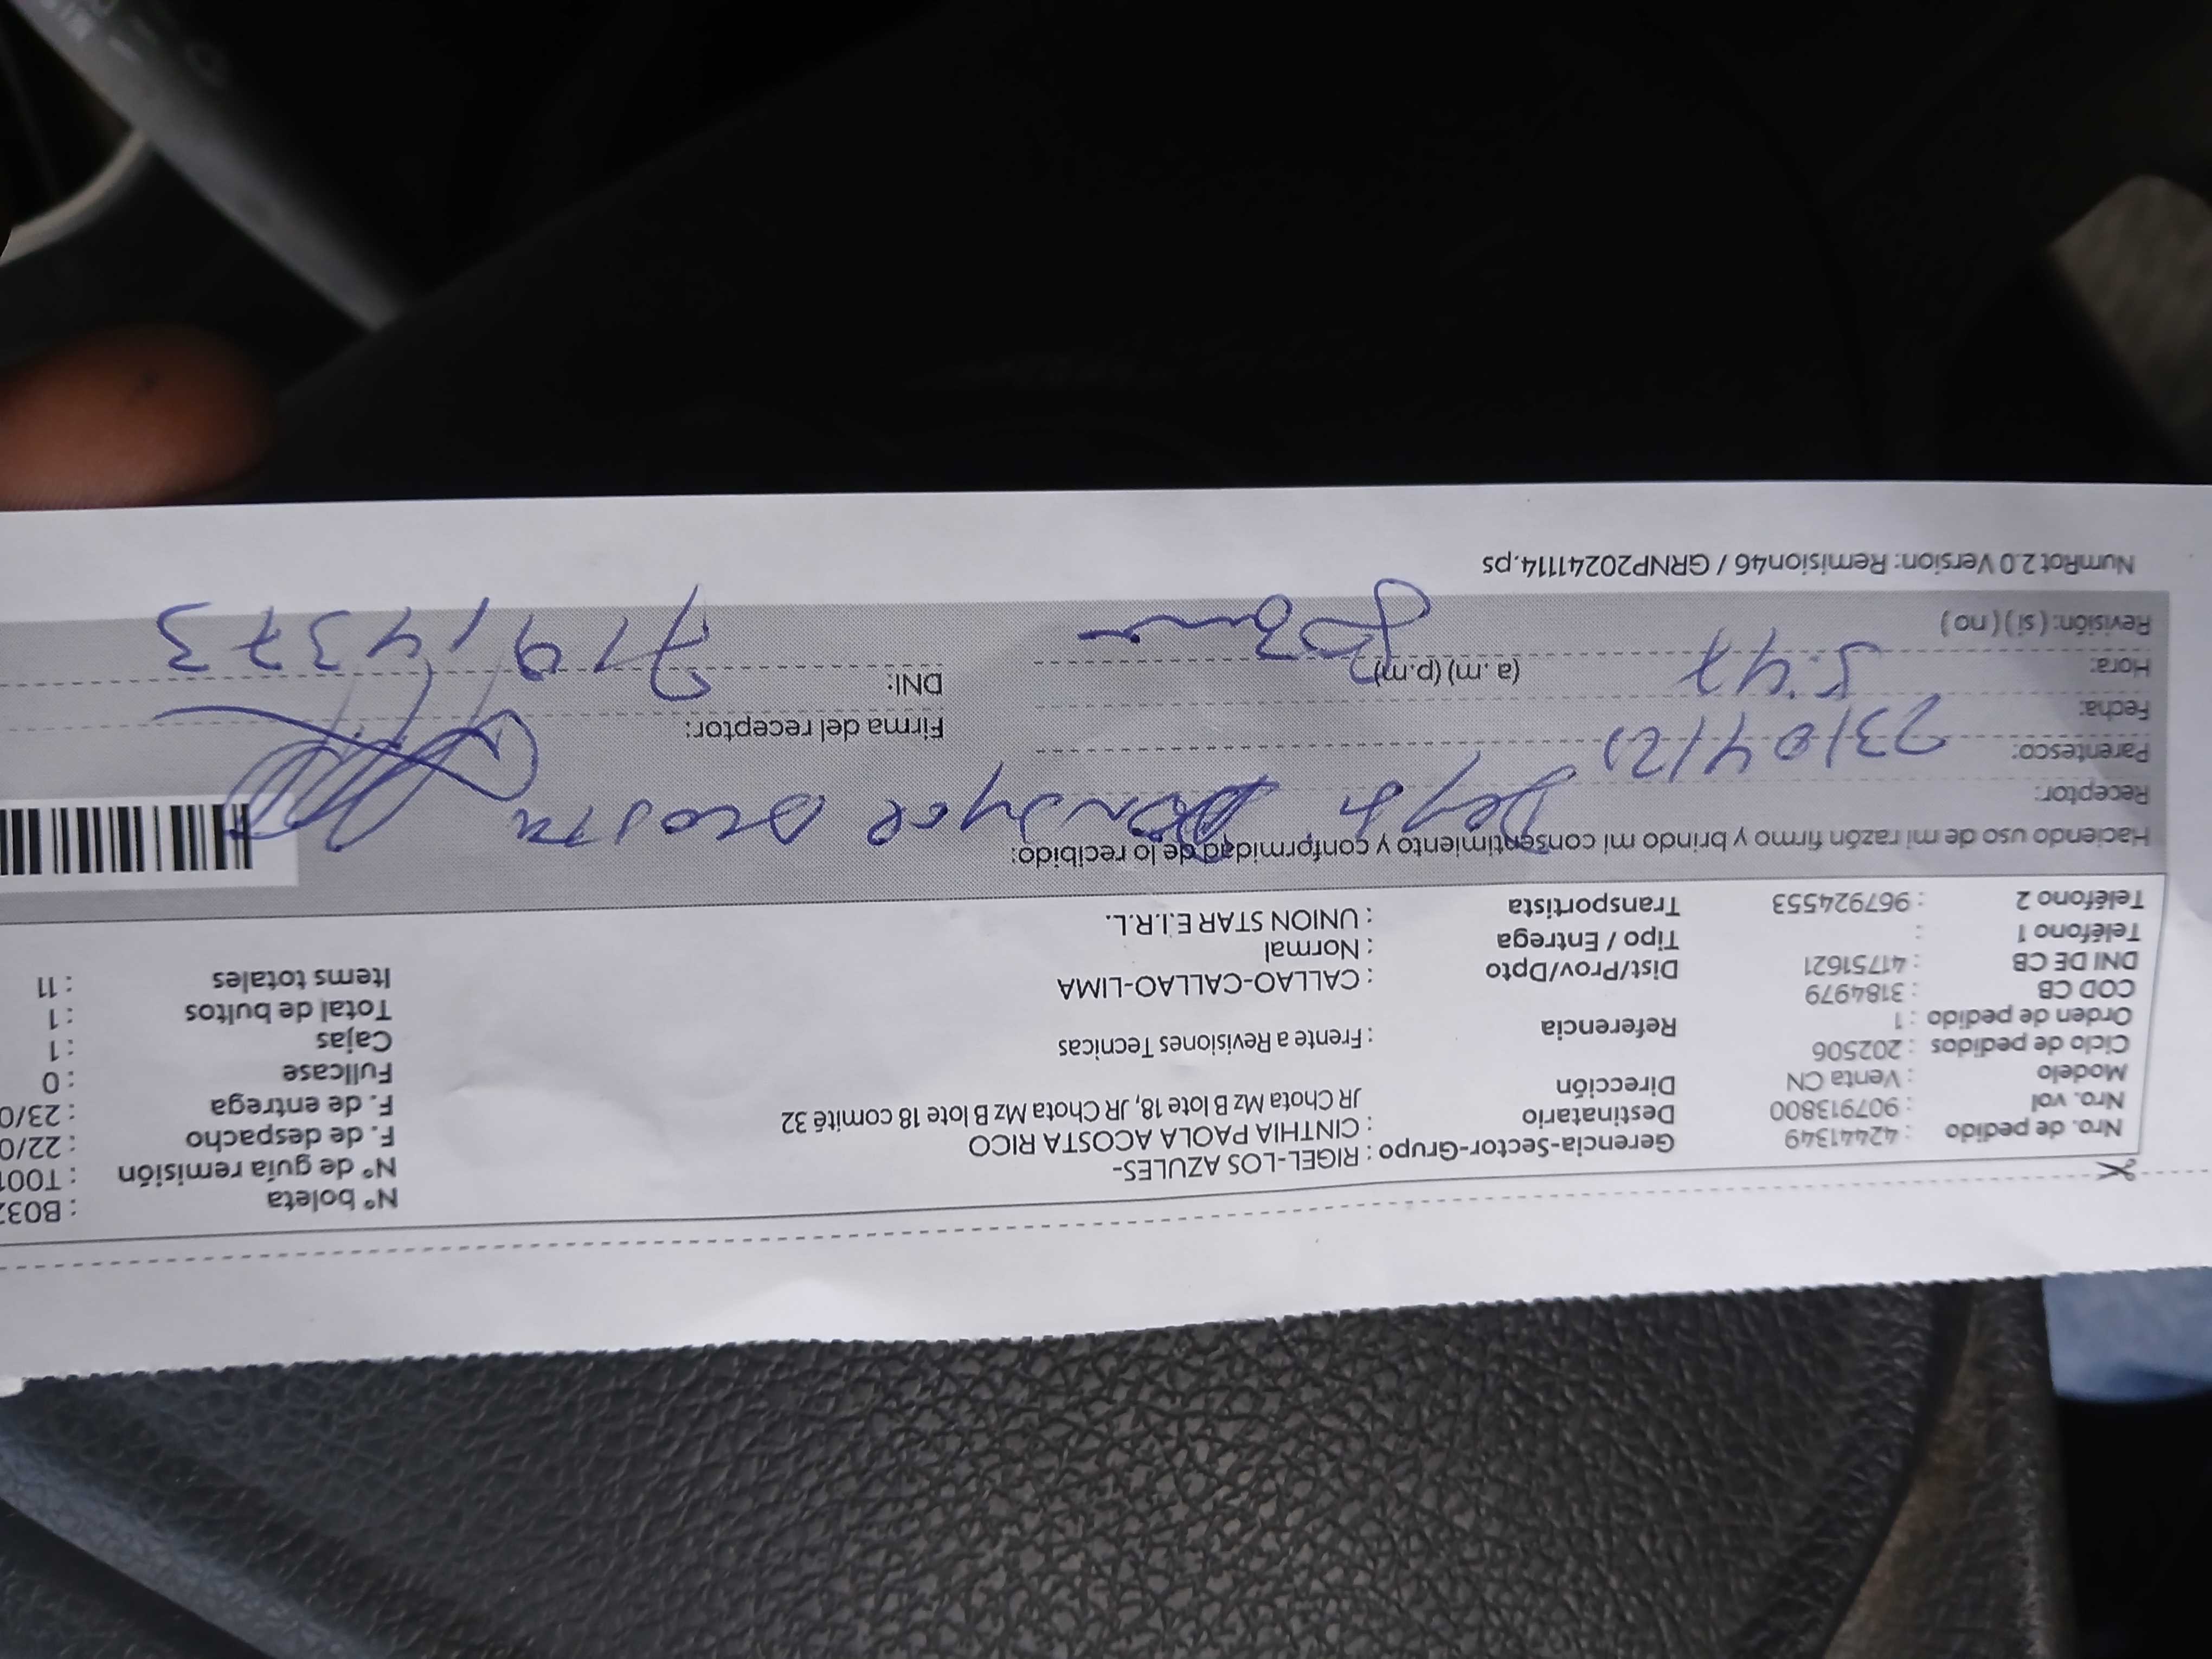 Nro. de pedido : 42441349
Nro. vol : 907913800
Modelo : Venta CN
Ciclo de pedidos : 202506
Orden de pedido : 1
COD CB : 3184979
DNI DE CB : 41751621
Teléfono 1 :
Teléfono 2 : 967924553
Gerencia-Sector-Grupo : RIGEL-LOS AZULES-
Destinatario : CINTHIA PAOLA ACOSTA RICO
Dirección JR Chota Mz B lote 18, JR Chota Mz B lote 18 comité 32
Referencia : Frente a Revisiones Tecnicas
Dist/Prov/Dpto : CALLAO-CALLAO-LIMA
Tipo / Entrega : Normal
Transportista : UNION STAR E.I.R.L.
N° boleta : B03
N° de guía remisión : T001
F. de despacho : 22/0
F. de entrega : 23/0
Fullcase : 0
Cajas : 1
Total de bultos : 1
Items totales : 11
Haciendo uso de mi razón firmo y brindo mi consentimiento y conformidad de lo recibido:
Receptor: Acosta
Parentesco:
Fecha: 23/04/25
Hora: 5:47 (a. m) (p.m)
Revisión: ( si ) ( no )
Firma del receptor:
DNI: 71914373
NumRot 2.0 Version: Remision46 / GRNP20241114.ps